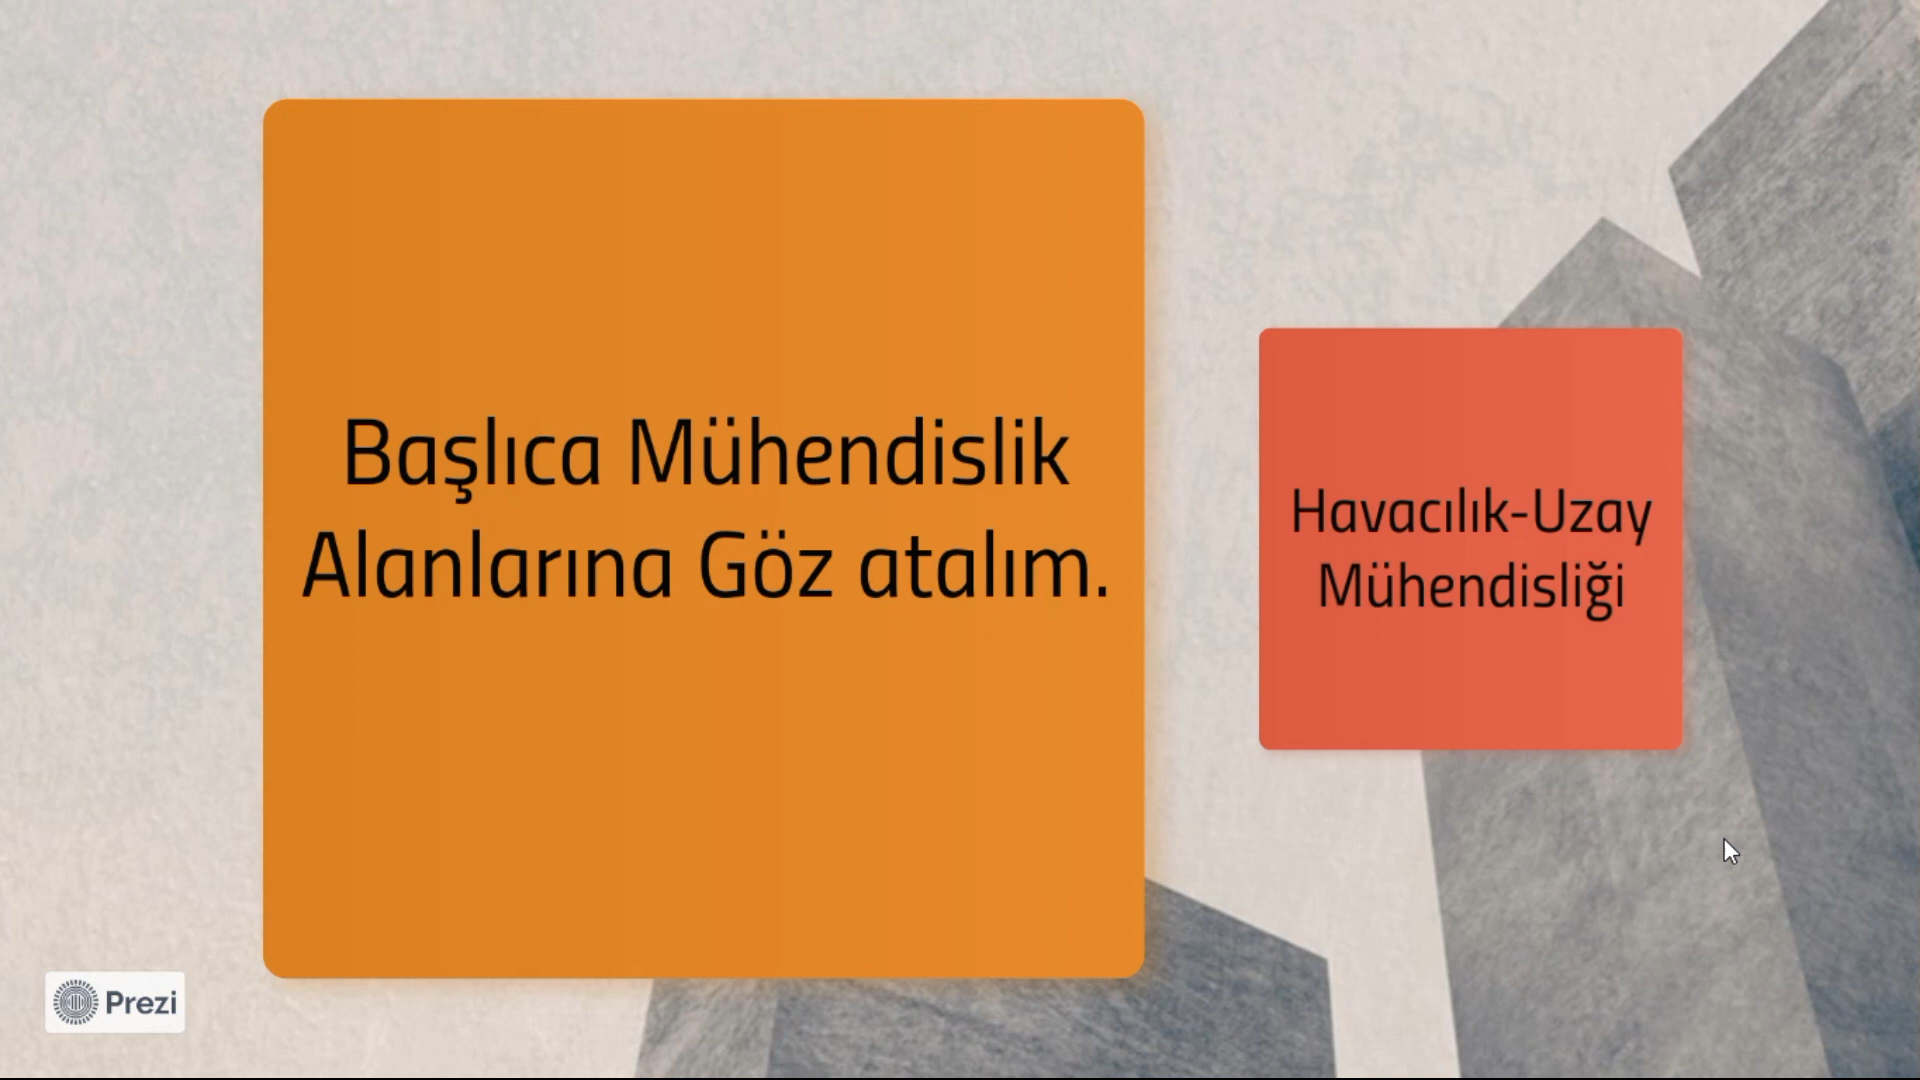 Başlıca Mühendislik
Alanlarına Göz atalım.
Havacılık-Uzay
Mühendisliği
Prezi